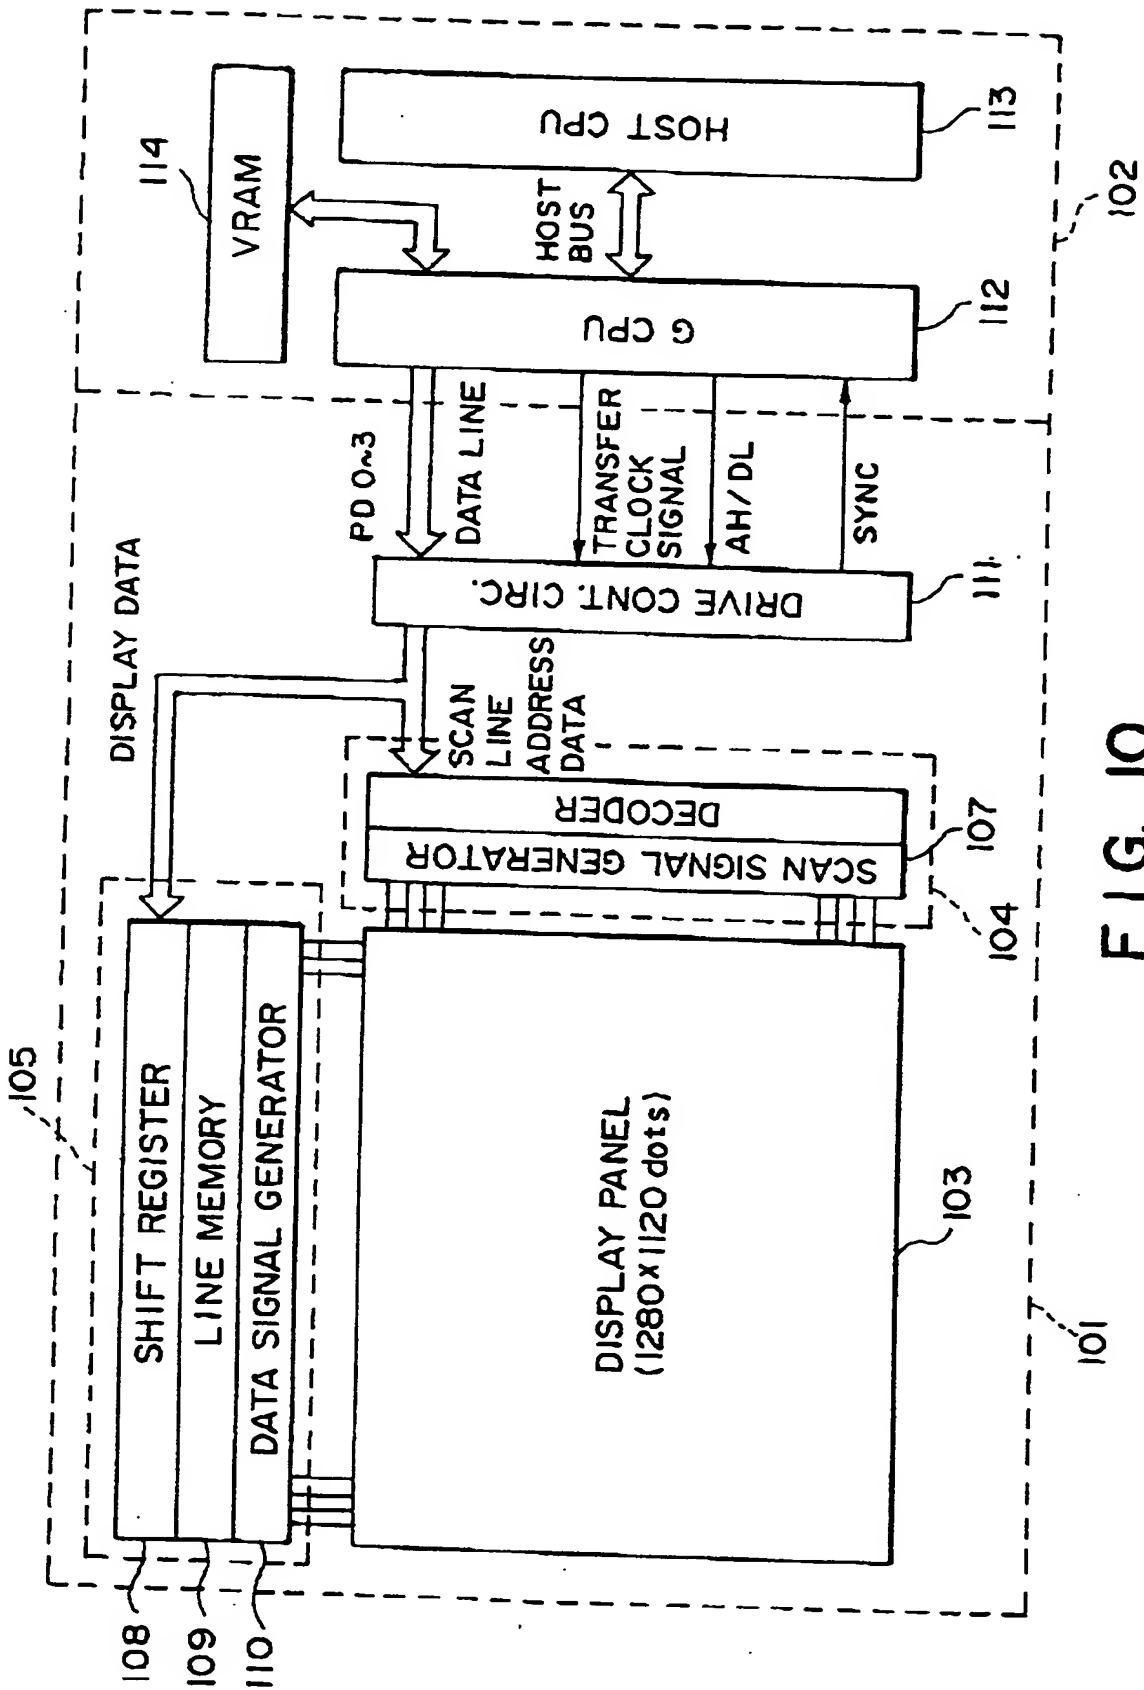 105
108
SHIFT REGISTER
109
LINE MEMORY
110
DATA SIGNAL GENERATOR
DISPLAY PANEL
(1280×1120 dots)
103
101
DISPLAY DATA
SCAN
LINE
ADDRESS
DATA
DECODER
SCAN SIGNAL GENERATOR
107
104
DRIVE CONT. CIRC.
111
PD 0~3
DATA LINE
TRANSFER
CLOCK
SIGNAL
AH/DL
SYNC
114
VRAM
G CPU
112
HOST
BUS
HOST CPU
113
102
FIG. 10